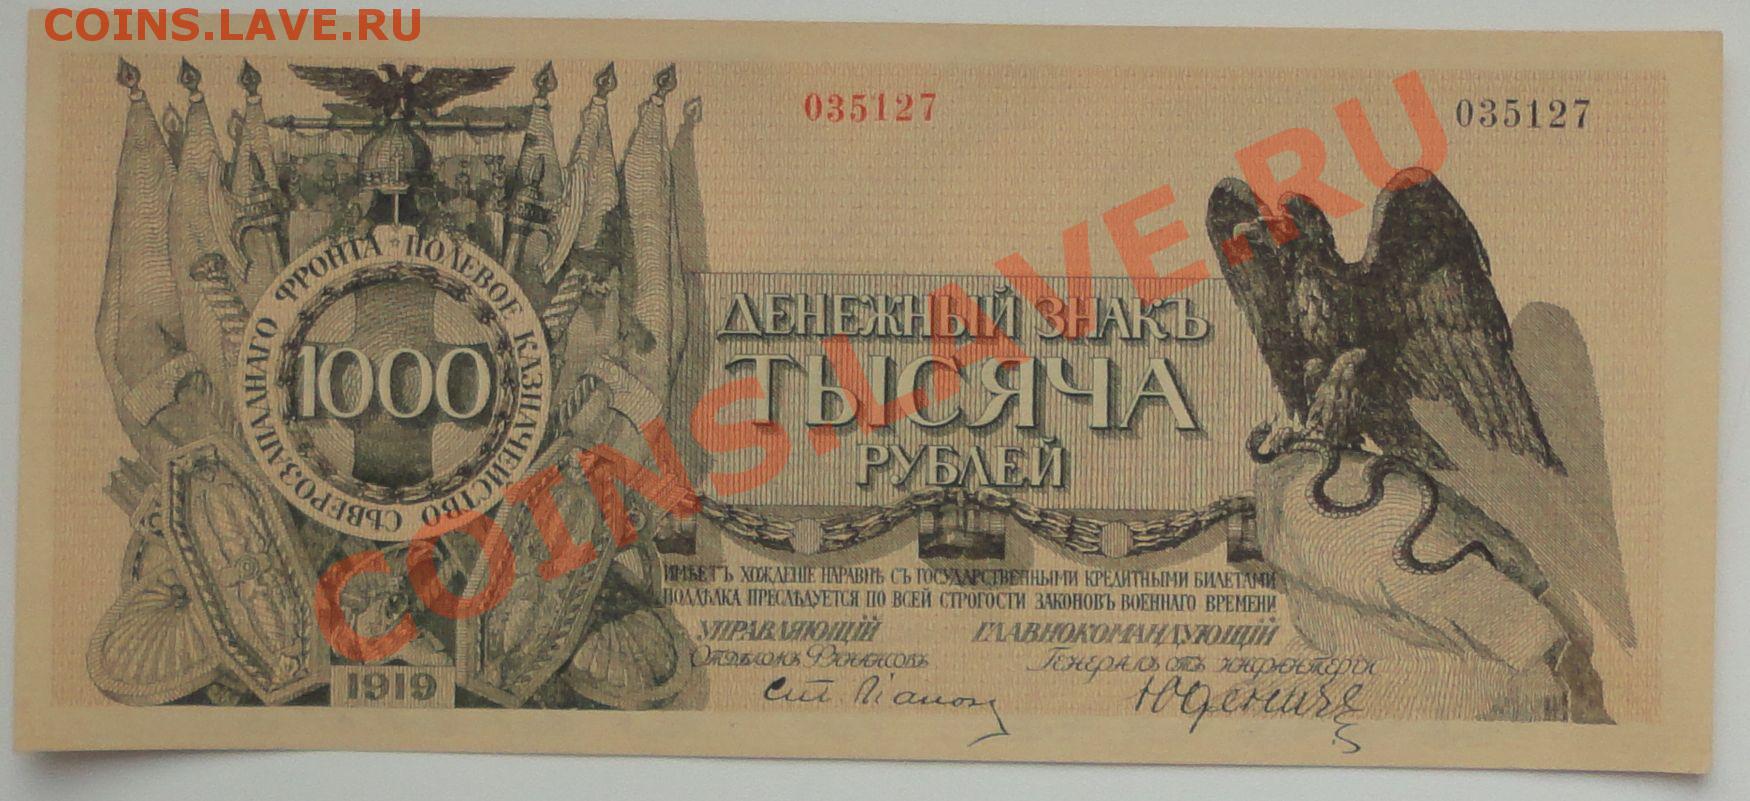 COINS.LAVE.RU
035127
035127
ПОЛЕВОЕ КАЗНАЧЕЙСТВО СѢВЕРОЗАПАДНАГО ФРОНТА
1000
ДЕНЕЖНЫЙ ЗНАКЪ
ТЫСЯЧА
РУБЛЕЙ
COINS.LAVE.RU
ИМѢЕТЪ ХОЖДЕНІЕ НАРАВНѢ СЪ ГОСУДАРСТВЕННЫМИ КРЕДИТНЫМИ БИЛЕТАМИ
ПОДДѢЛКА ПРЕСЛѢДУЕТСЯ ПО ВСЕЙ СТРОГОСТИ ЗАКОНОВЪ ВОЕННАГО ВРЕМЕНИ
УПРАВЛЯЮЩІЙ ГЛАВНОКОМАНДУЮЩІЙ
Отдѣломъ Финансовъ Генералъ отъ инфантеріи
Юденичъ
1919